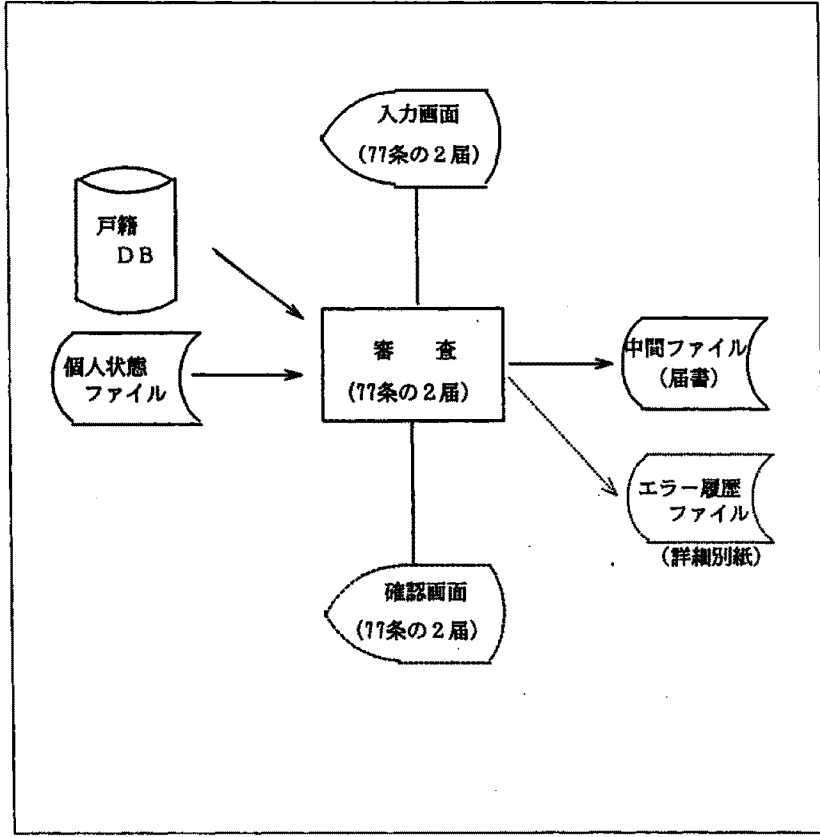 入力画面
(77条の2届)
戸籍
DB
個人状態
ファイル
審　査
(77条の2届)
中間ファイル
(届書)
エラー履歴
ファイル
(詳細別紙)
確認画面
(77条の2届)